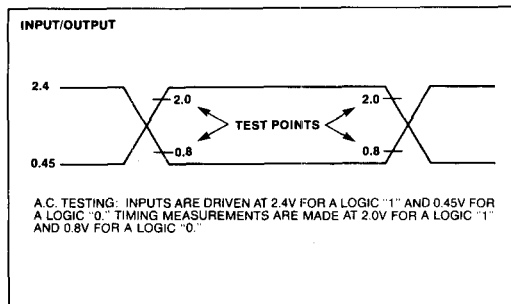 INPUT/OUTPUT
2.4
2.0
2.0
TEST POINTS
0.8
0.8
0.45
A.C. TESTING: INPUTS ARE DRIVEN AT 2.4V FOR A LOGIC "1" AND 0.45V FOR
A LOGIC "0." TIMING MEASUREMENTS ARE MADE AT 2.0V FOR A LOGIC "1"
AND 0.8V FOR A LOGIC "0."